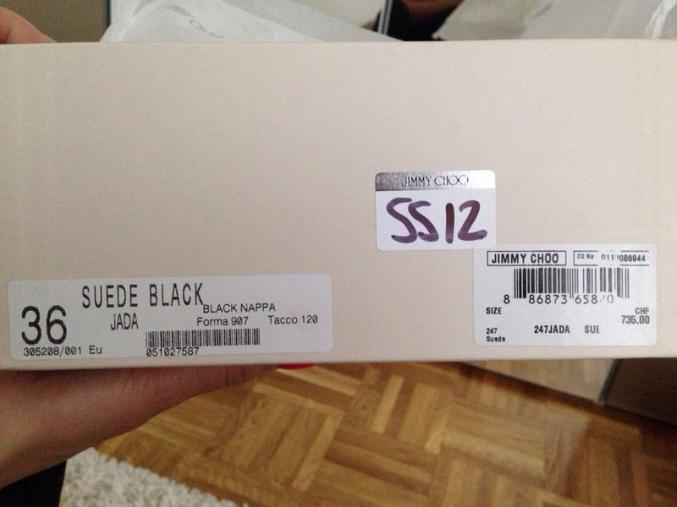 JIMMY CHOO
SS12
SUEDE BLACK
BLACK NAPPA
36
JADA
Forma 907 Tacco 120
305208/001 Eu
051027587
JIMMY CHOO
CO No
8 86873
SIZE
CHF
735.00
247
247JADA SUE
Suede